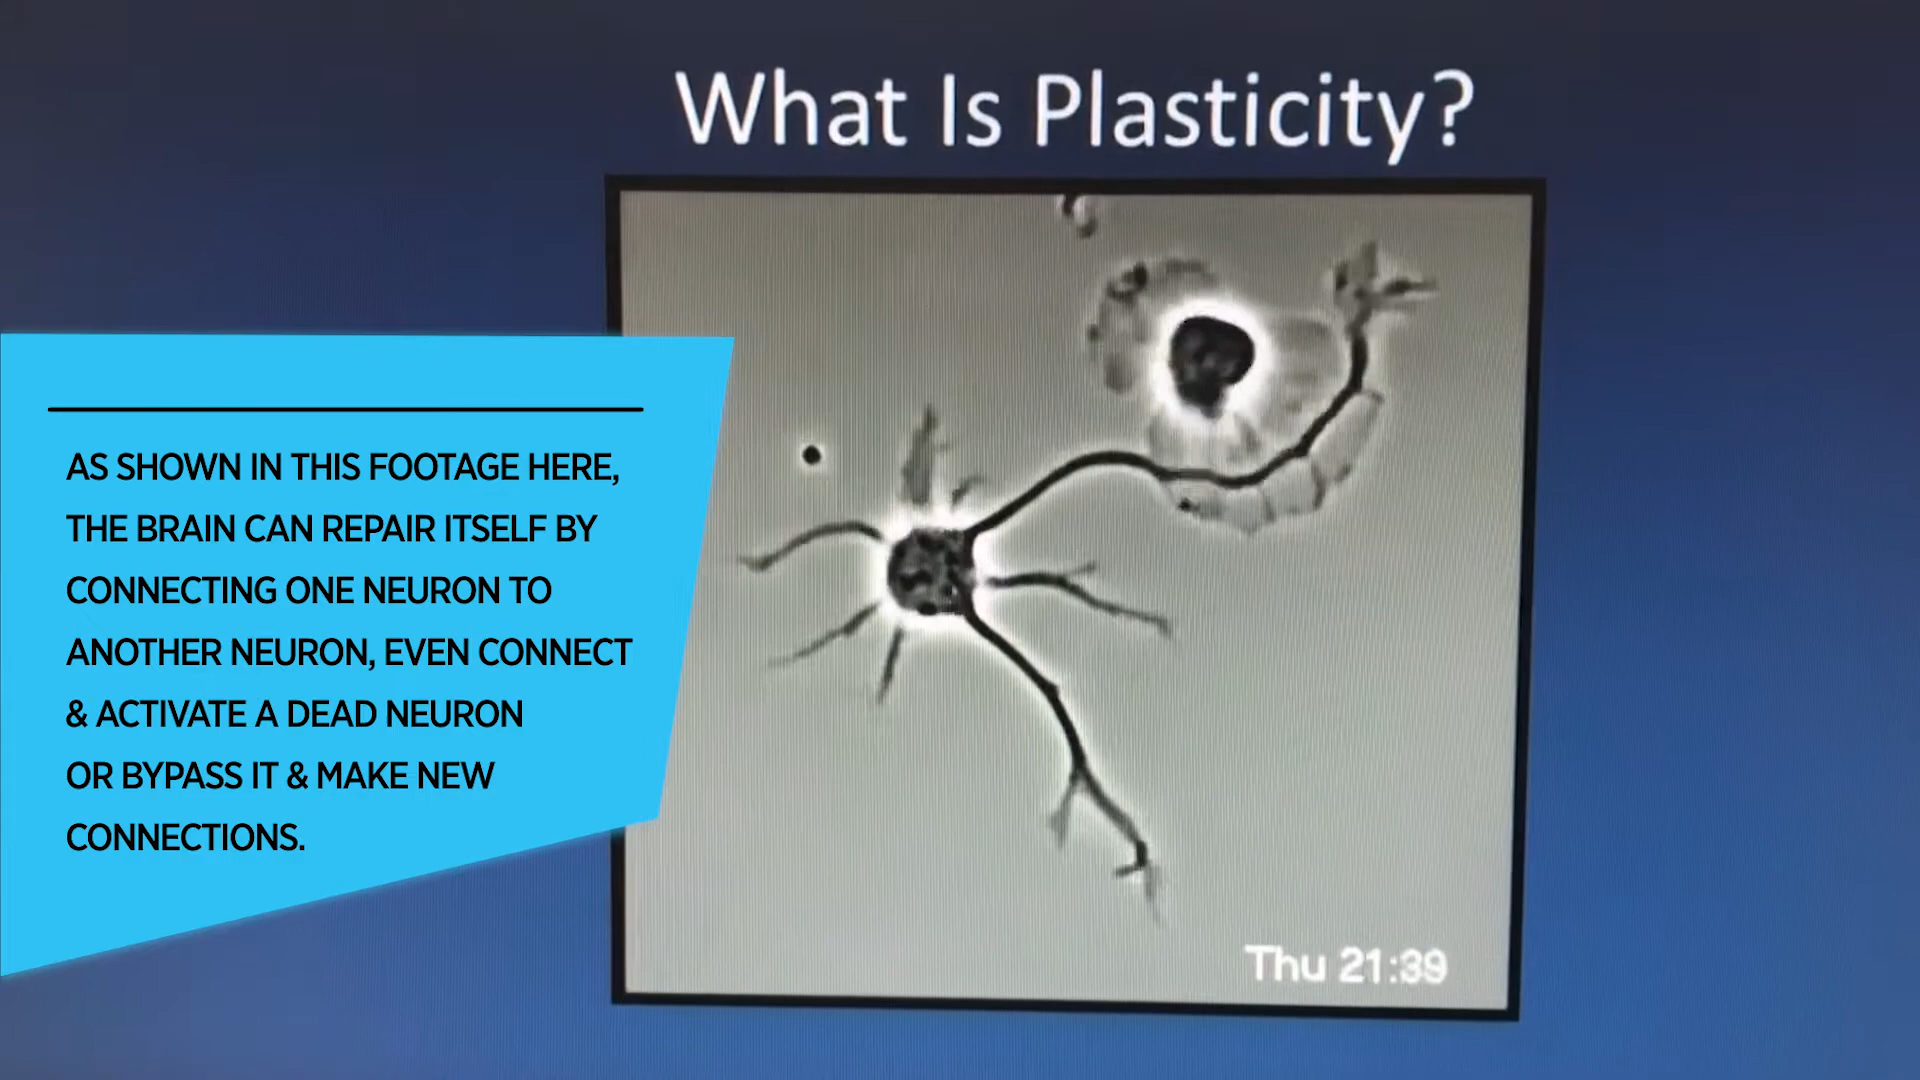 What Is Plasticity?
AS SHOWN IN THIS FOOTAGE HERE,
THE BRAIN CAN REPAIR ITSELF BY
CONNECTING ONE NEURON TO
ANOTHER NEURON, EVEN CONNECT
& ACTIVATE A DEAD NEURON
OR BYPASS IT & MAKE NEW
CONNECTIONS.
Thu 21:39